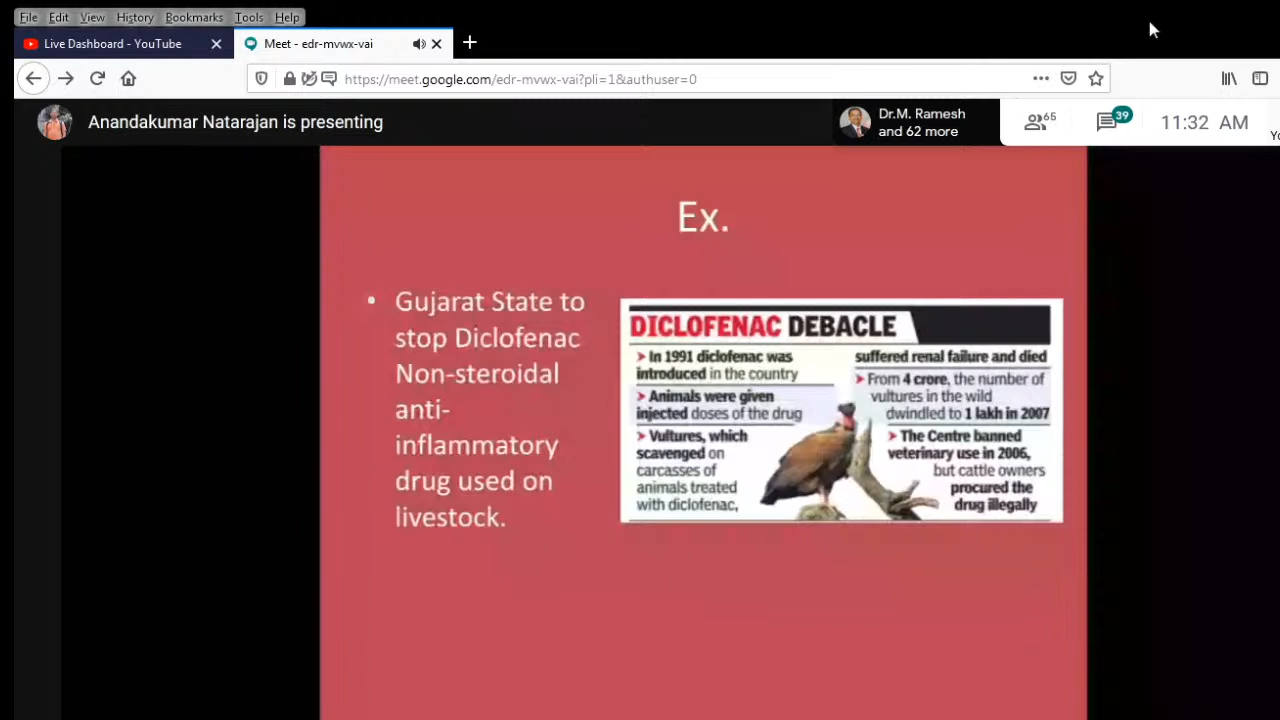 File Edit View History Bookmarks Tools Help
Live Dashboard - YouTube
Meet - edr-mvwx-vai
https://meet.google.com/edr-mvwx-vai?pli=1&authuser=0
Anandakumar Natarajan is presenting
Dr.M. Ramesh
and 62 more
65
39
11:32 AM
Ex.
• Gujarat State to
stop Diclofenac
Non-steroidal
anti-
inflammatory
drug used on
livestock.
DICLOFENAC DEBACLE
➤ In 1991 diclofenac was
introduced in the country
➤ Animals were given
injected doses of the drug
➤ Vultures, which
scavenged on
carcasses of
animals treated
with diclofenac,
suffered renal failure and died
➤ From 4 crore, the number of
vultures in the wild
dwindled to 1 lakh in 2007
➤ The Centre banned
veterinary use in 2006,
but cattle owners
procured the
drug illegally